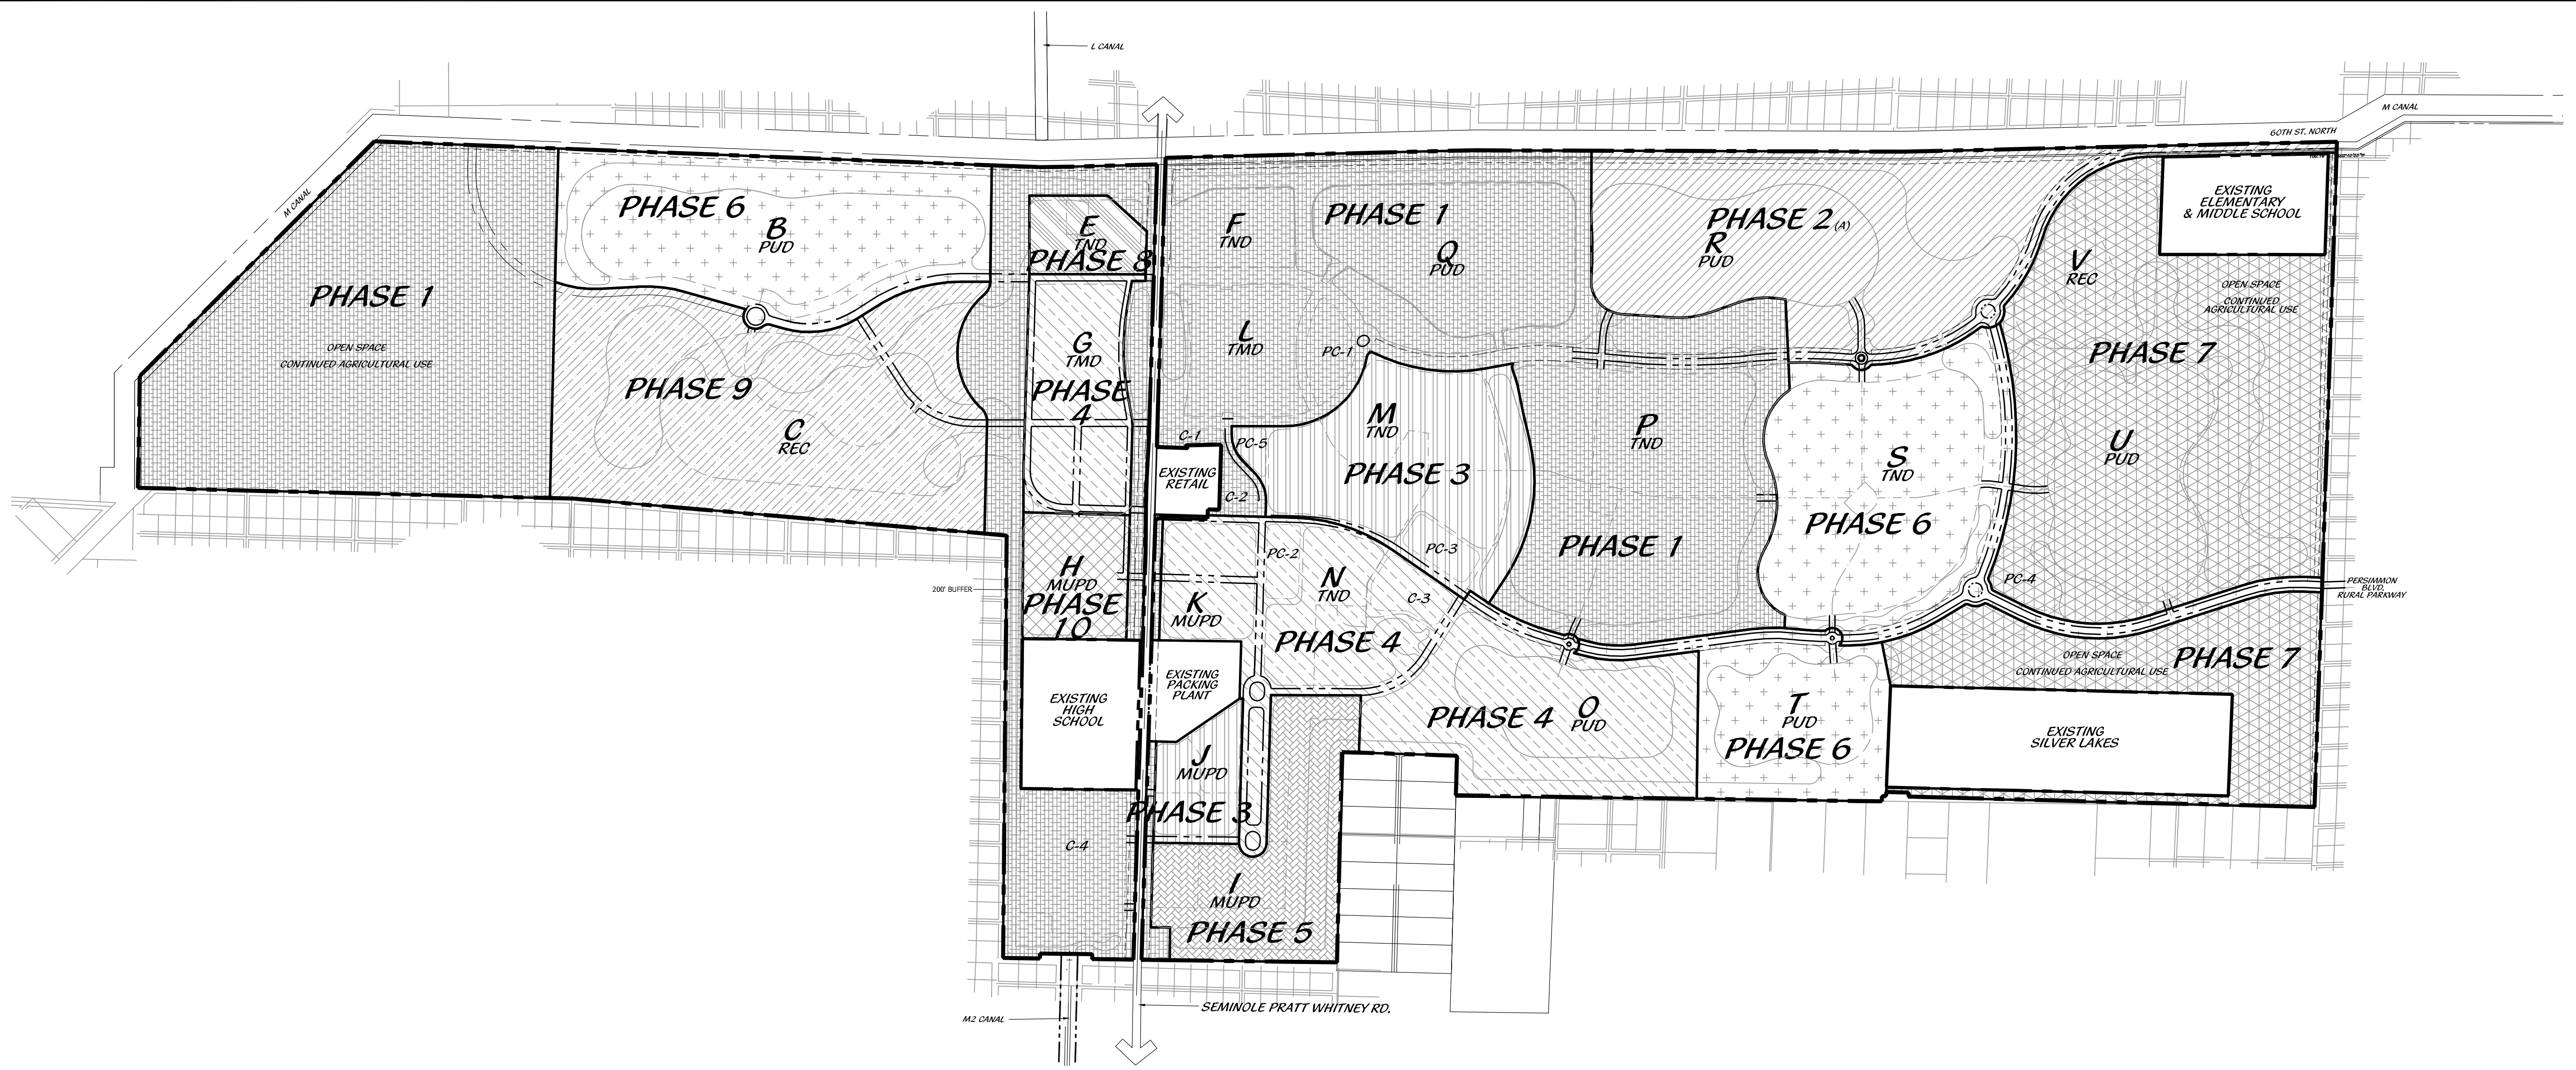 L CANAL
M CANAL
60TH ST. NORTH
M CANAL
PHASE 1
OPEN SPACE
CONTINUED AGRICULTURAL USE
PHASE 6
B
PUD
PHASE 9
C
REC
E
TND
PHASE 8
G
TMD
PHASE
4
H
MUPD
PHASE
10
200' BUFFER
EXISTING
HIGH
SCHOOL
C-4
M2 CANAL
SEMINOLE PRATT WHITNEY RD.
F
TND
PHASE 1
Q
PUD
L
TMD
PC-1
C-1
PC-5
EXISTING
RETAIL
C-2
M
TND
PHASE 3
PC-3
PC-2
N
TND
C-3
K
MUPD
PHASE 4
EXISTING
PACKING
PLANT
J
MUPD
PHASE 3
I
MUPD
PHASE 5
PHASE 2 (A)
R
PUD
P
TND
PHASE 1
S
TND
PHASE 6
PHASE 4
O
PUD
T
PUD
PHASE 6
V
REC
EXISTING
ELEMENTARY
& MIDDLE SCHOOL
OPEN SPACE
CONTINUED
AGRICULTURAL USE
PHASE 7
U
PUD
PC-4
PERSIMMON
BLVD.
RURAL PARKWAY
OPEN SPACE
CONTINUED AGRICULTURAL USE
PHASE 7
EXISTING
SILVER LAKES